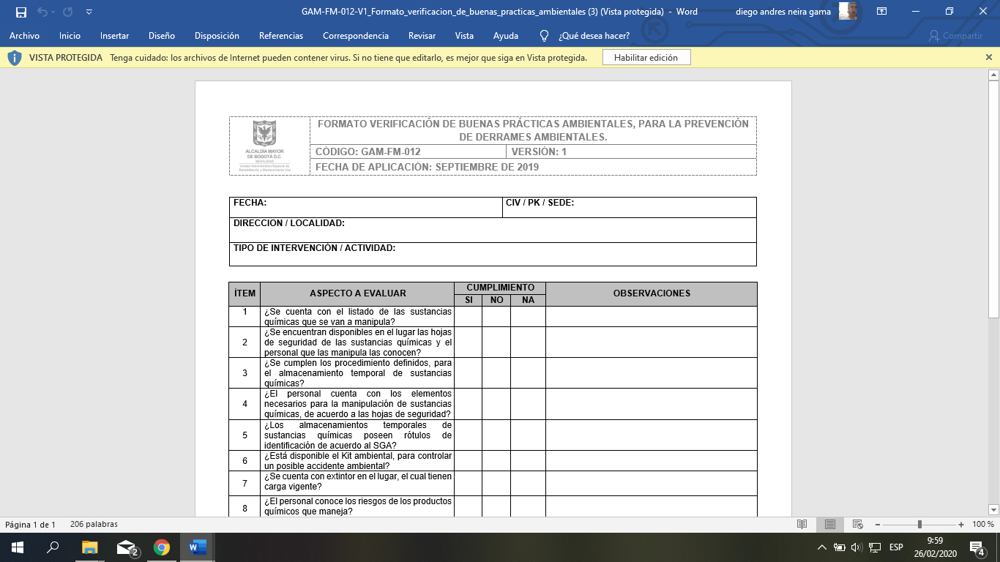 GAM-FM-012-V1_Formato_verificacion_de_buenas_practicas_ambientales (3) (Vista protegida) - Word
diego andres neira gama
Archivo Inicio Insertar Diseño Disposición Referencias Correspondencia Revisar Vista Ayuda ¿Qué desea hacer? Compartir
VISTA PROTEGIDA Tenga cuidado: los archivos de Internet pueden contener virus. Si no tiene que editarlo, es mejor que siga en Vista protegida. Habilitar edición
ALCALDÍA MAYOR
DE BOGOTÁ D.C.
MOVILIDAD
Unidad Administrativa Especial de
Rehabilitación y Mantenimiento Vial
FORMATO VERIFICACIÓN DE BUENAS PRÁCTICAS AMBIENTALES, PARA LA PREVENCIÓN
DE DERRAMES AMBIENTALES.
CÓDIGO: GAM-FM-012 VERSIÓN: 1
FECHA DE APLICACIÓN: SEPTIEMBRE DE 2019
FECHA: CIV / PK / SEDE:
DIRECCION / LOCALIDAD:
TIPO DE INTERVENCIÓN / ACTIVIDAD:
ÍTEM ASPECTO A EVALUAR CUMPLIMIENTO OBSERVACIONES
SI NO NA
1 ¿Se cuenta con el listado de las sustancias
químicas que se van a manipula?
2 ¿Se encuentran disponibles en el lugar las hojas
de seguridad de las sustancias químicas y el
personal que las manipula las conocen?
3 ¿Se cumplen los procedimiento definidos, para
el almacenamiento temporal de sustancias
químicas?
4 ¿El personal cuenta con los elementos
necesarios para la manipulación de sustancias
químicas, de acuerdo a las hojas de seguridad?
5 ¿Los almacenamientos temporales de
sustancias químicas poseen rótulos de
identificación de acuerdo al SGA?
6 ¿Está disponible el Kit ambiental, para controlar
un posible accidente ambiental?
7 ¿Se cuenta con extintor en el lugar, el cual tienen
carga vigente?
8 ¿El personal conoce los riesgos de los productos
químicos que maneja?
Página 1 de 1 206 palabras 100 %
2 ESP 9:59
26/02/2020 4